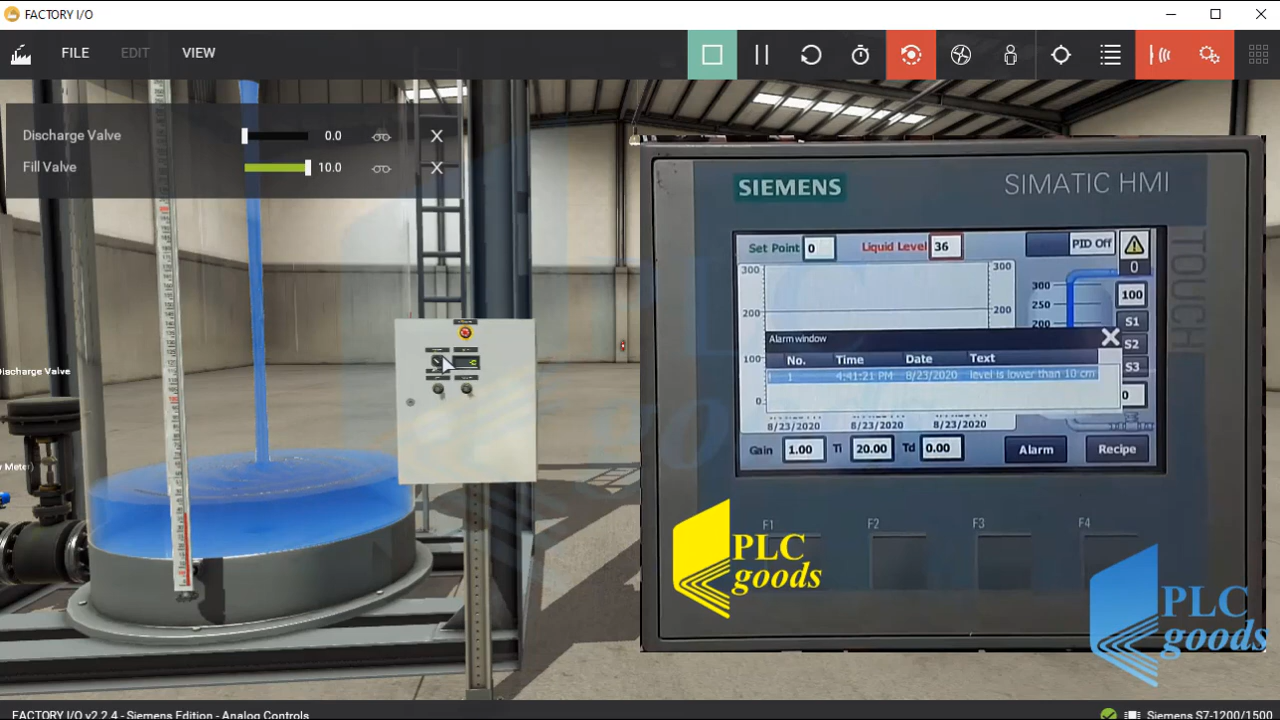 FACTORY I/O
FILE EDIT VIEW
Discharge Valve 0.0 X
Fill Valve 10.0 X
SIEMENS
SIMATIC HMI
TOUCH
Set Point 0 Liquid Level 36 PID Off
0
300
200
100
0
300
200
300
250
200
100
S1
S2
S3
0
Alarm window
No. Time Date Text
1 4:41:21 PM 8/23/2020 level is lower than 10 cm
8/23/2020 8/23/2020 8/23/2020
Gain 1.00 Ti 20.00 Td 0.00 Alarm Recipe
F1 F2 F3 F4
Discharge Valve
Meter)
PLC
goods
PLC
goods
goods
FACTORY I/O v2.2.4 - Siemens Edition - Analog Controls
Siemens S7-1200/1500